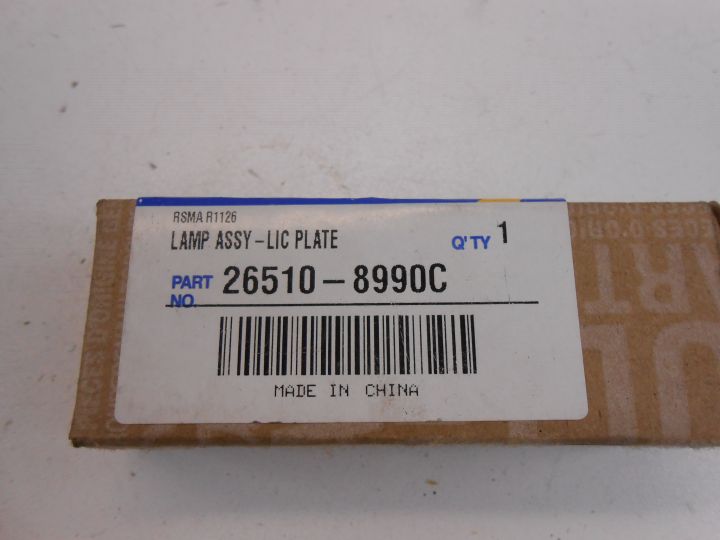 RSMA R1126
LAMP ASSY-LIC PLATE
Q'TY 1
PART NO. 26510-8990C
MADE IN CHINA